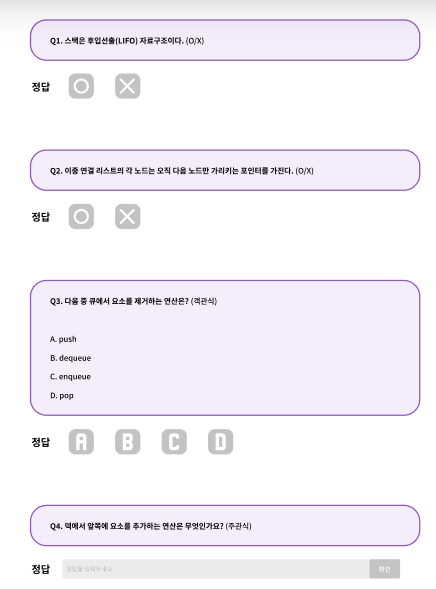 Q1. 스택은 후입선출(LIFO) 자료구조이다. (O/X)
정답 O X
Q2. 이중 연결 리스트의 각 노드는 오직 다음 노드만 가리키는 포인터를 가진다. (O/X)
정답 O X
Q3. 다음 중 큐에서 요소를 제거하는 연산은? (객관식)
A. push
B. dequeue
C. enqueue
D. pop
정답 A B C D
Q4. 덱에서 앞쪽에 요소를 추가하는 연산은 무엇인가요? (주관식)
정답 정답을 입력하세요 확인